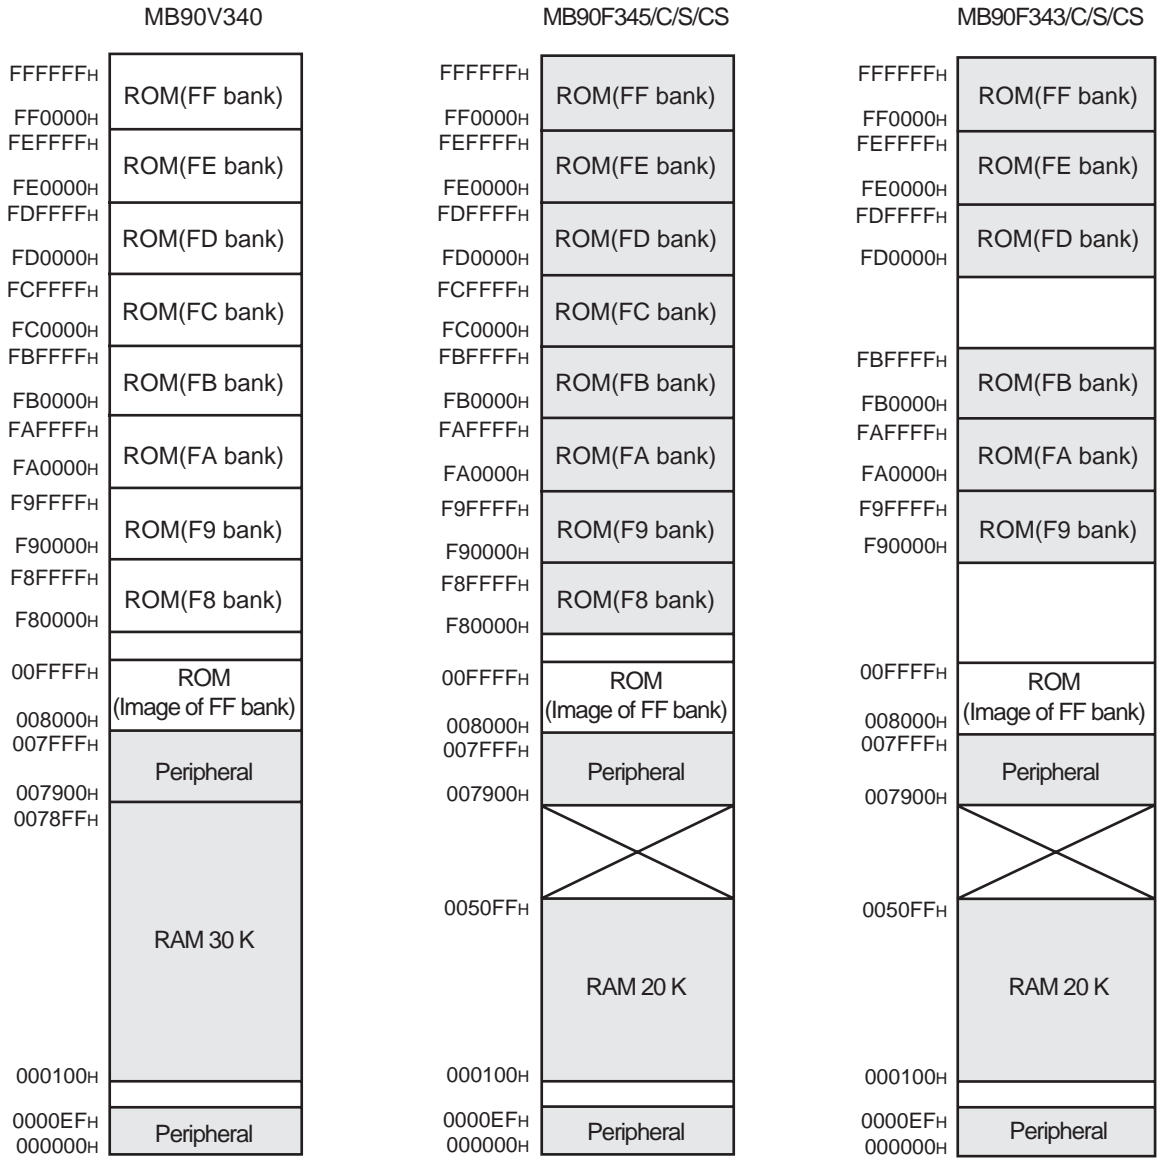 MB90V340
FFFFFFH
ROM(FF bank)
FF0000H
FEFFFFH
ROM(FE bank)
FE0000H
FDFFFFH
ROM(FD bank)
FD0000H
FCFFFFH
ROM(FC bank)
FC0000H
FBFFFFH
ROM(FB bank)
FB0000H
FAFFFFH
ROM(FA bank)
FA0000H
F9FFFFH
ROM(F9 bank)
F90000H
F8FFFFH
ROM(F8 bank)
F80000H
00FFFFH
ROM
(Image of FF bank)
008000H
007FFFH
Peripheral
007900H
0078FFH
RAM 30 K
000100H
0000EFH
Peripheral
000000H
MB90F345/C/S/CS
FFFFFFH
ROM(FF bank)
FF0000H
FEFFFFH
ROM(FE bank)
FE0000H
FDFFFFH
ROM(FD bank)
FD0000H
FCFFFFH
ROM(FC bank)
FC0000H
FBFFFFH
ROM(FB bank)
FB0000H
FAFFFFH
ROM(FA bank)
FA0000H
F9FFFFH
ROM(F9 bank)
F90000H
F8FFFFH
ROM(F8 bank)
F80000H
00FFFFH
ROM
(Image of FF bank)
008000H
007FFFH
Peripheral
007900H
0050FFH
RAM 20 K
000100H
0000EFH
Peripheral
000000H
MB90F343/C/S/CS
FFFFFFH
ROM(FF bank)
FF0000H
FEFFFFH
ROM(FE bank)
FE0000H
FDFFFFH
ROM(FD bank)
FD0000H
FBFFFFH
ROM(FB bank)
FB0000H
FAFFFFH
ROM(FA bank)
FA0000H
F9FFFFH
ROM(F9 bank)
F90000H
00FFFFH
ROM
(Image of FF bank)
008000H
007FFFH
Peripheral
007900H
0050FFH
RAM 20 K
000100H
0000EFH
Peripheral
000000H